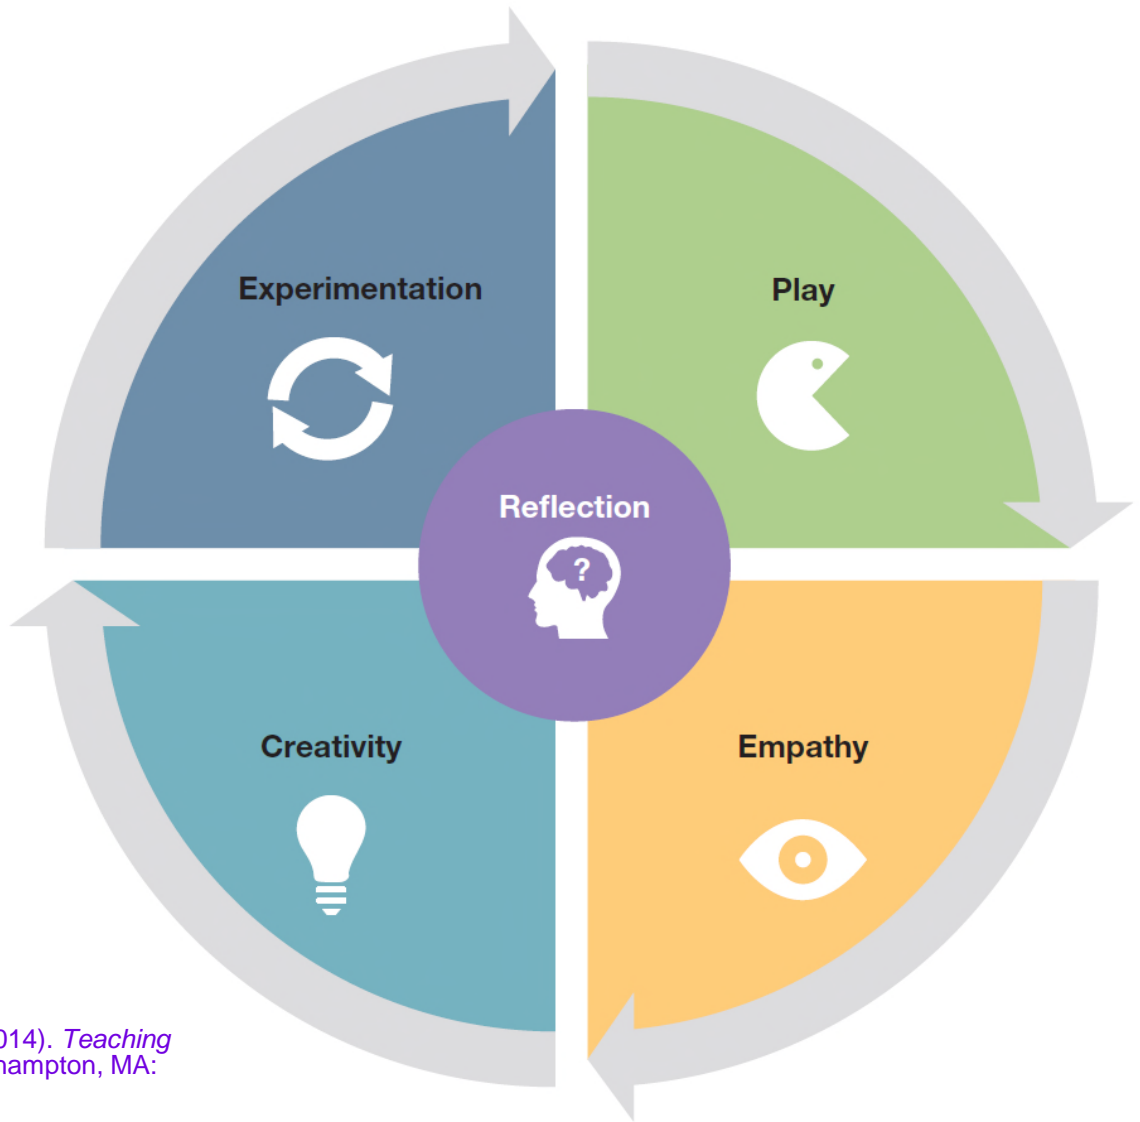 Experimentation
Play
Reflection
?
Creativity
Empathy
014). Teaching
hampton, MA: